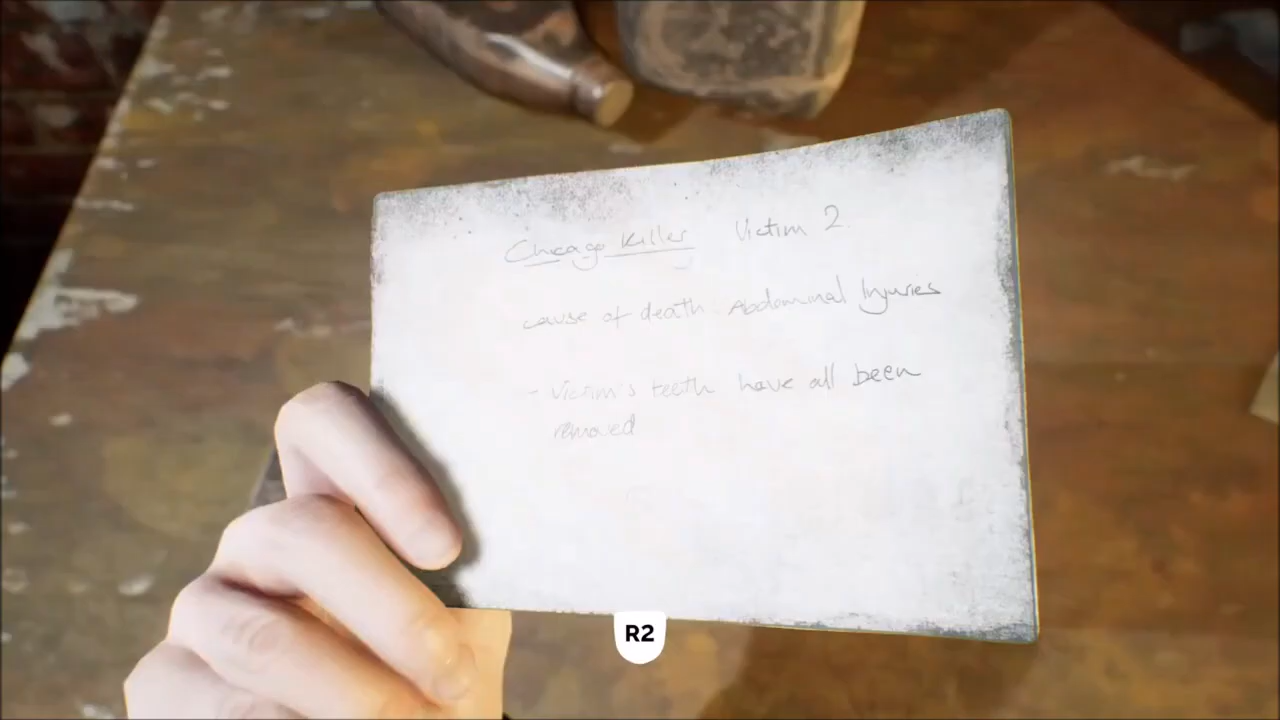 Chicago Killer Victim 2
cause of death: Abdominal Injuries
- Victim's teeth have all been
removed
R2